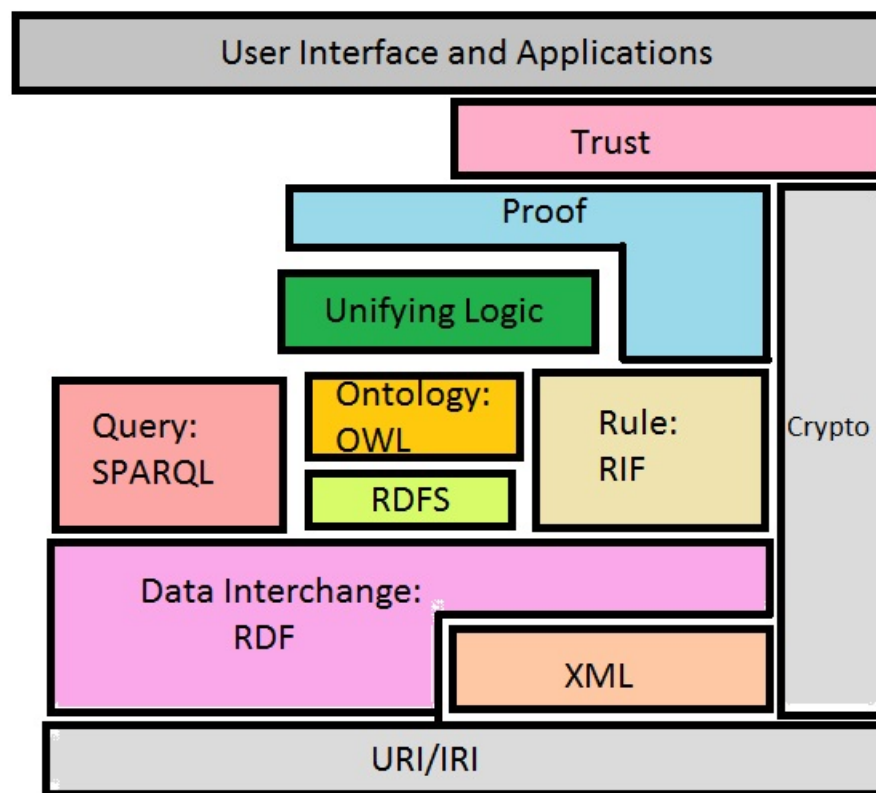 User Interface and Applications
Trust
Proof
Unifying Logic
Query:
SPARQL
Ontology:
OWL
RDFS
Rule:
RIF
Crypto
Data Interchange:
RDF
XML
URI/IRI